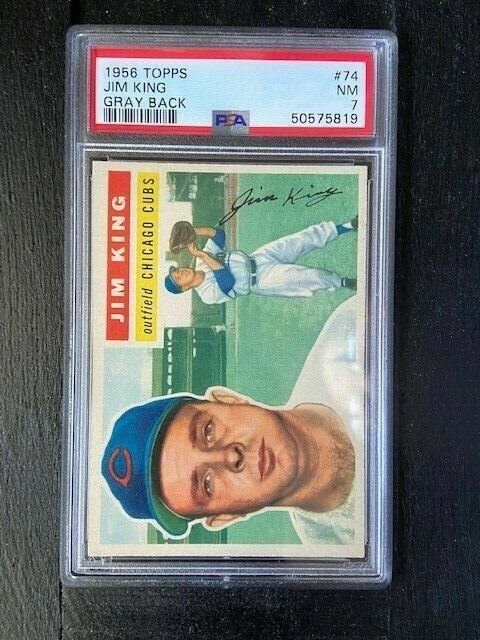 1956 TOPPS #74
JIM KING NM
GRAY BACK 7
PSA 50575819
JIM KING
outfield CHICAGO CUBS
Jim King
C